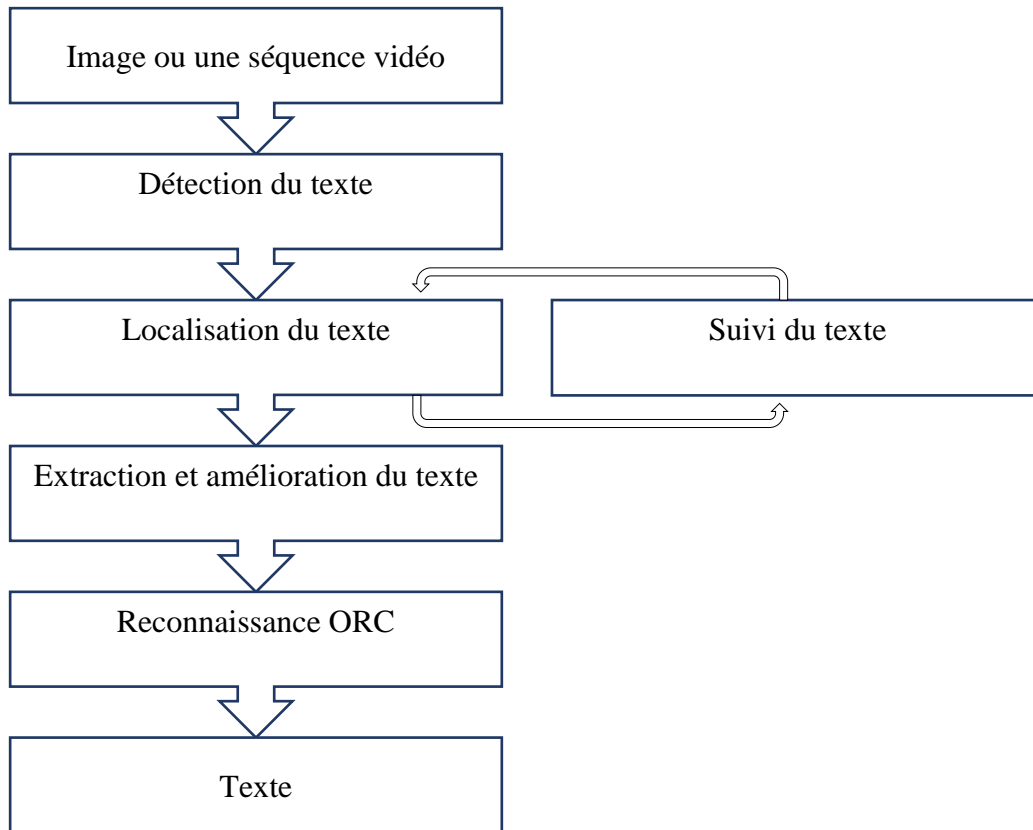 Image ou une séquence vidéo
Détection du texte
Localisation du texte
Suivi du texte
Extraction et amélioration du texte
Reconnaissance ORC
Texte